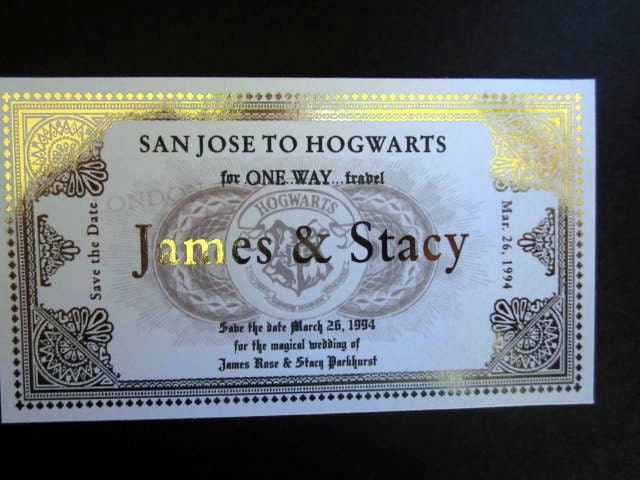 SAN JOSE TO HOGWARTS
for ONE WAY... travel
LONDON
HOGWARTS
Save the Date
James & Stacy
Mar. 26, 1994
Save the date March 26, 1994
for the magical wedding of
James Rose & Stacy Parkhurst